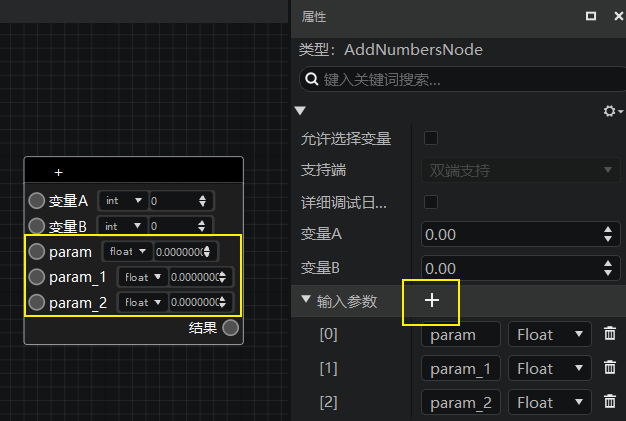 +
变量A int 0
变量B int 0
param float 0.0000000
param_1 float 0.0000000
param_2 float 0.0000000
结果
属性
类型：AddNumbersNode
键入关键词搜索...
允许选择变量
支持端 双端支持
详细调试日...
变量A 0.00
变量B 0.00
输入参数 +
[0] param Float
[1] param_1 Float
[2] param_2 Float